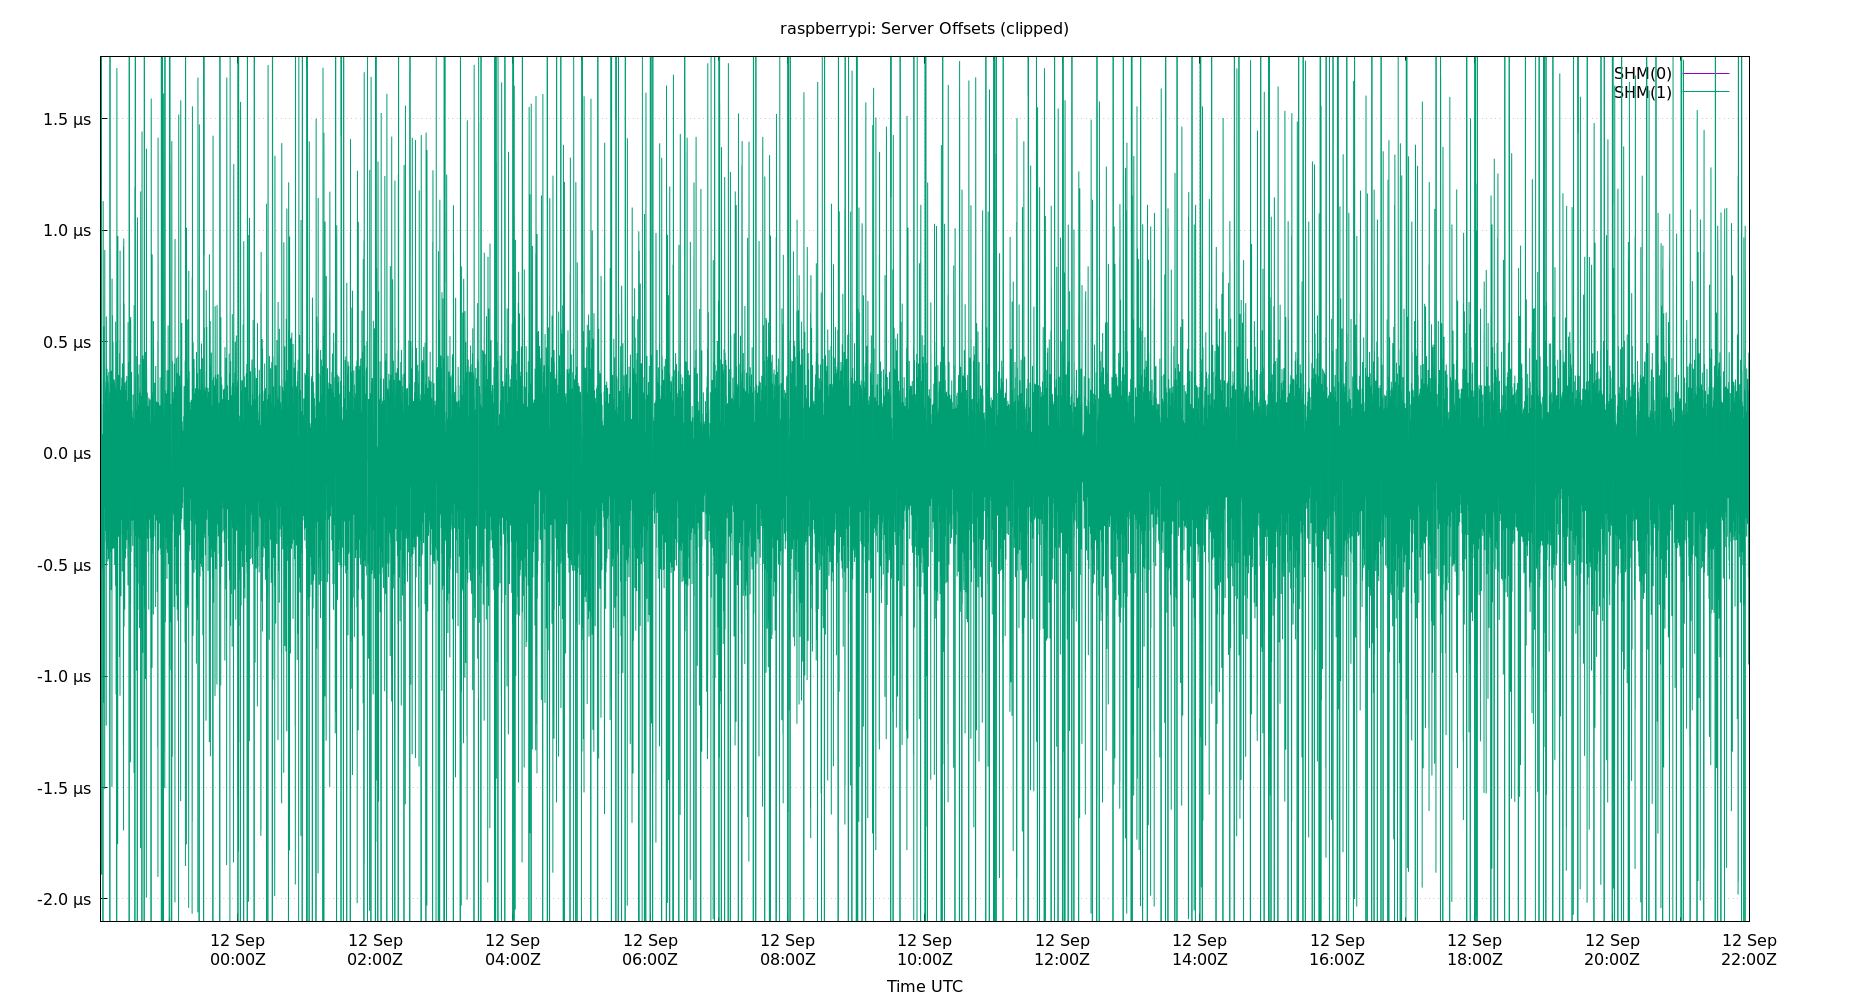 raspberrypi: Server Offsets (clipped)
SHM(0)
SHM(1)
1.5 µs
1.0 µs
0.5 µs
0.0 µs
-0.5 µs
-1.0 µs
-1.5 µs
-2.0 µs
12 Sep 12 Sep 12 Sep 12 Sep 12 Sep 12 Sep 12 Sep 12 Sep 12 Sep 12 Sep 12 Sep 12 Sep
00:00Z 02:00Z 04:00Z 06:00Z 08:00Z 10:00Z 12:00Z 14:00Z 16:00Z 18:00Z 20:00Z 22:00Z
Time UTC